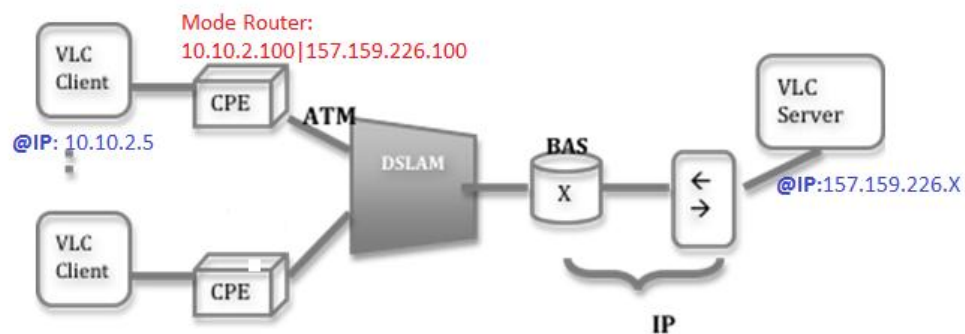 Mode Router:
10.10.2.100|157.159.226.100
VLC
Client
CPE
ATM
@IP: 10.10.2.5
DSLAM
BAS
X
VLC
Server
←
→
@IP:157.159.226.X
VLC
Client
CPE
IP